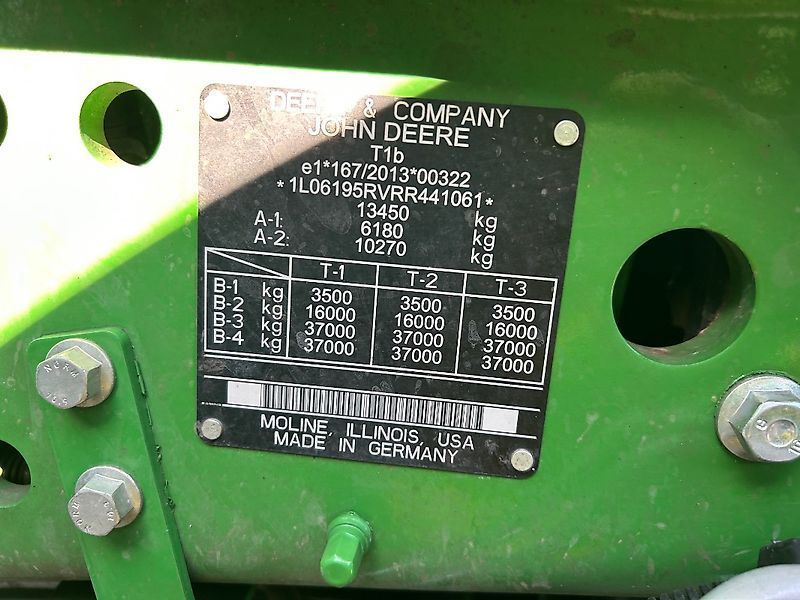 DEERE & COMPANY
JOHN DEERE
T1b
e1*167/2013*00322
*1L06195RVRR441061*
13450 kg
A-1: 6180 kg
A-2: 10270 kg
T-1 T-2 T-3
B-1 kg 3500 3500 3500
B-2 kg 16000 16000 16000
B-3 kg 37000 37000 37000
B-4 kg 37000 37000 37000
MOLINE, ILLINOIS, USA
MADE IN GERMANY